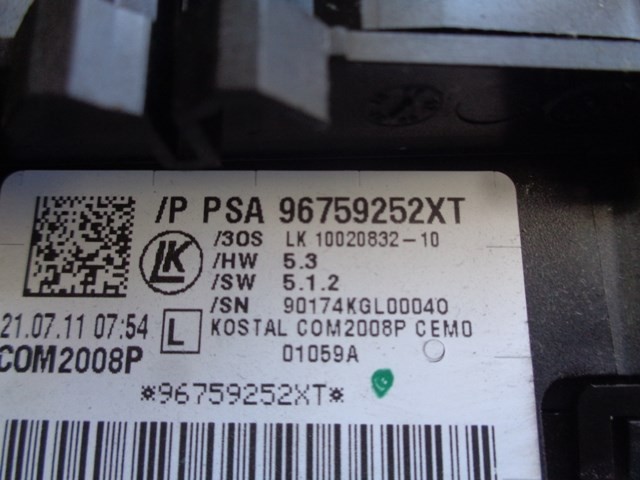 /P PSA 96759252XT
/3OS LK 10020832-10
LK
/HW 5.3
/SW 5.1.2
/SN 90174KGL00040
21.07.11 07:54 L KOSTAL COM2008P CEM0
COM2008P 01059A
*96759252XT*